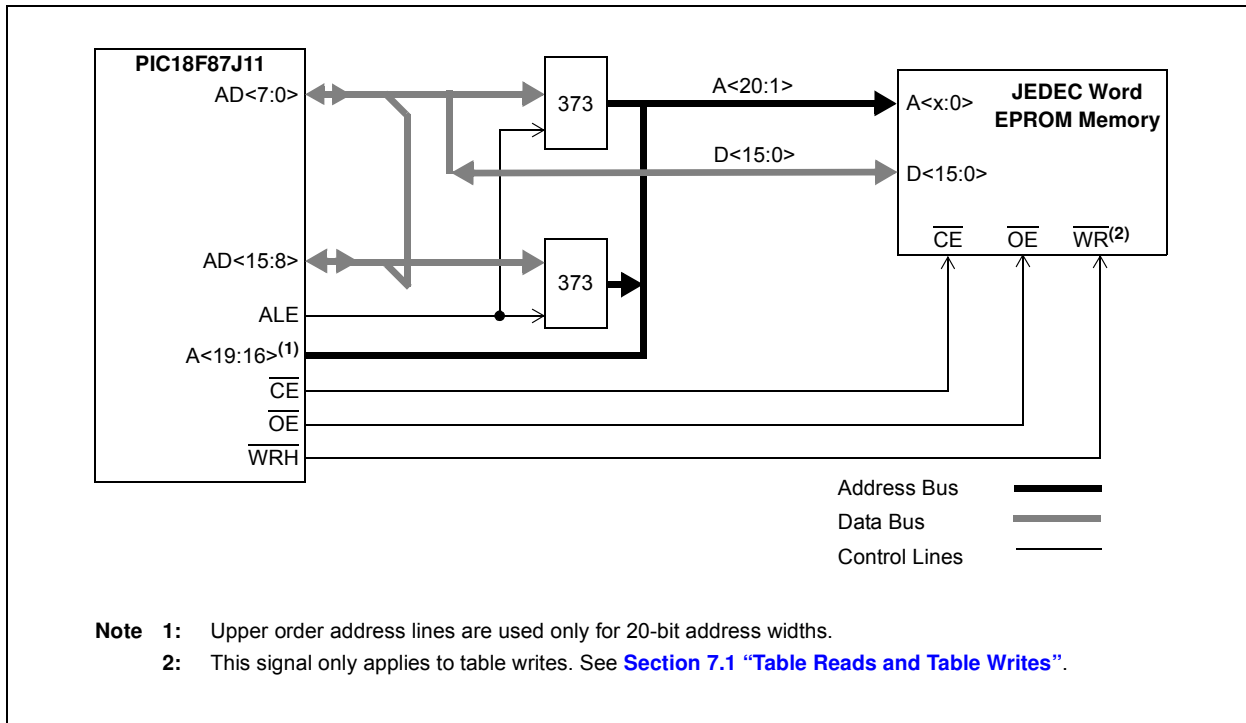 PIC18F87J11
AD<7:0>
373
A<20:1>
A<x:0>
JEDEC Word
EPROM Memory
D<15:0>
D<15:0>
CE
OE
WR(2)
AD<15:8>
373
ALE
A<19:16>(1)
CE
OE
WRH
Address Bus
Data Bus
Control Lines
Note 1: Upper order address lines are used only for 20-bit address widths.
2: This signal only applies to table writes. See Section 7.1 “Table Reads and Table Writes”.